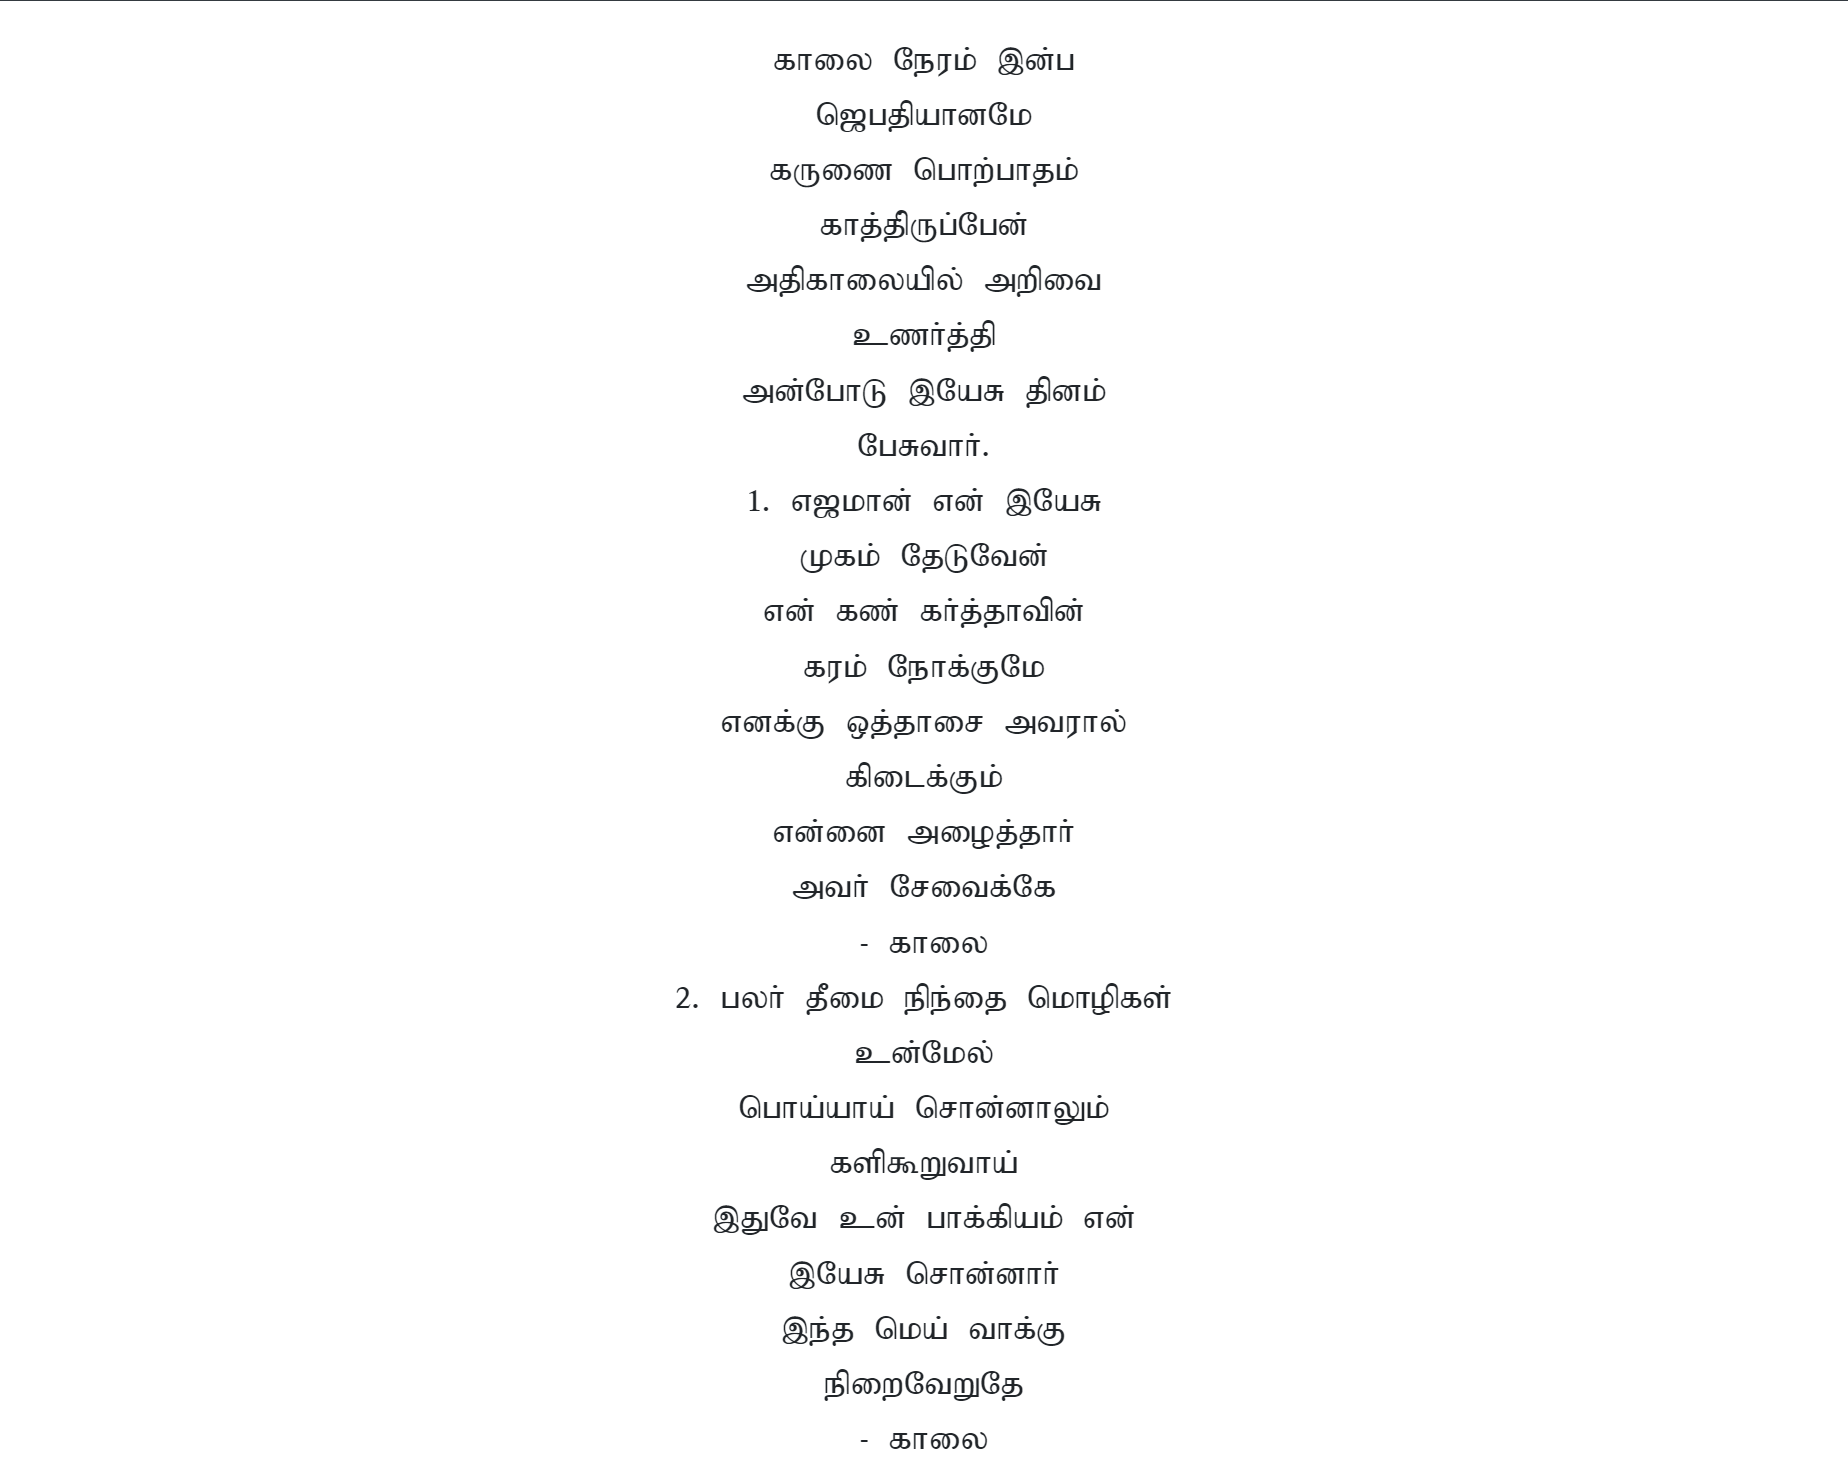 காலை நேரம் இன்ப
ஜெபதியானமே
கருணை பொற்பாதம்
காத்திருப்பேன்
அதிகாலையில் அறிவை
உணர்த்தி
அன்போடு இயேசு தினம்
பேசுவார்.
1. எஜமான் என் இயேசு
முகம் தேடுவேன்
என் கண் கர்த்தாவின்
கரம் நோக்குமே
எனக்கு ஒத்தாசை அவரால்
கிடைக்கும்
என்னை அழைத்தார்
அவர் சேவைக்கே
- காலை
2. பலர் தீமை நிந்தை மொழிகள்
உன்மேல்
பொய்யாய் சொன்னாலும்
களிகூறுவாய்
இதுவே உன் பாக்கியம் என்
இயேசு சொன்னார்
இந்த மெய் வாக்கு
நிறைவேறுதே
- காலை